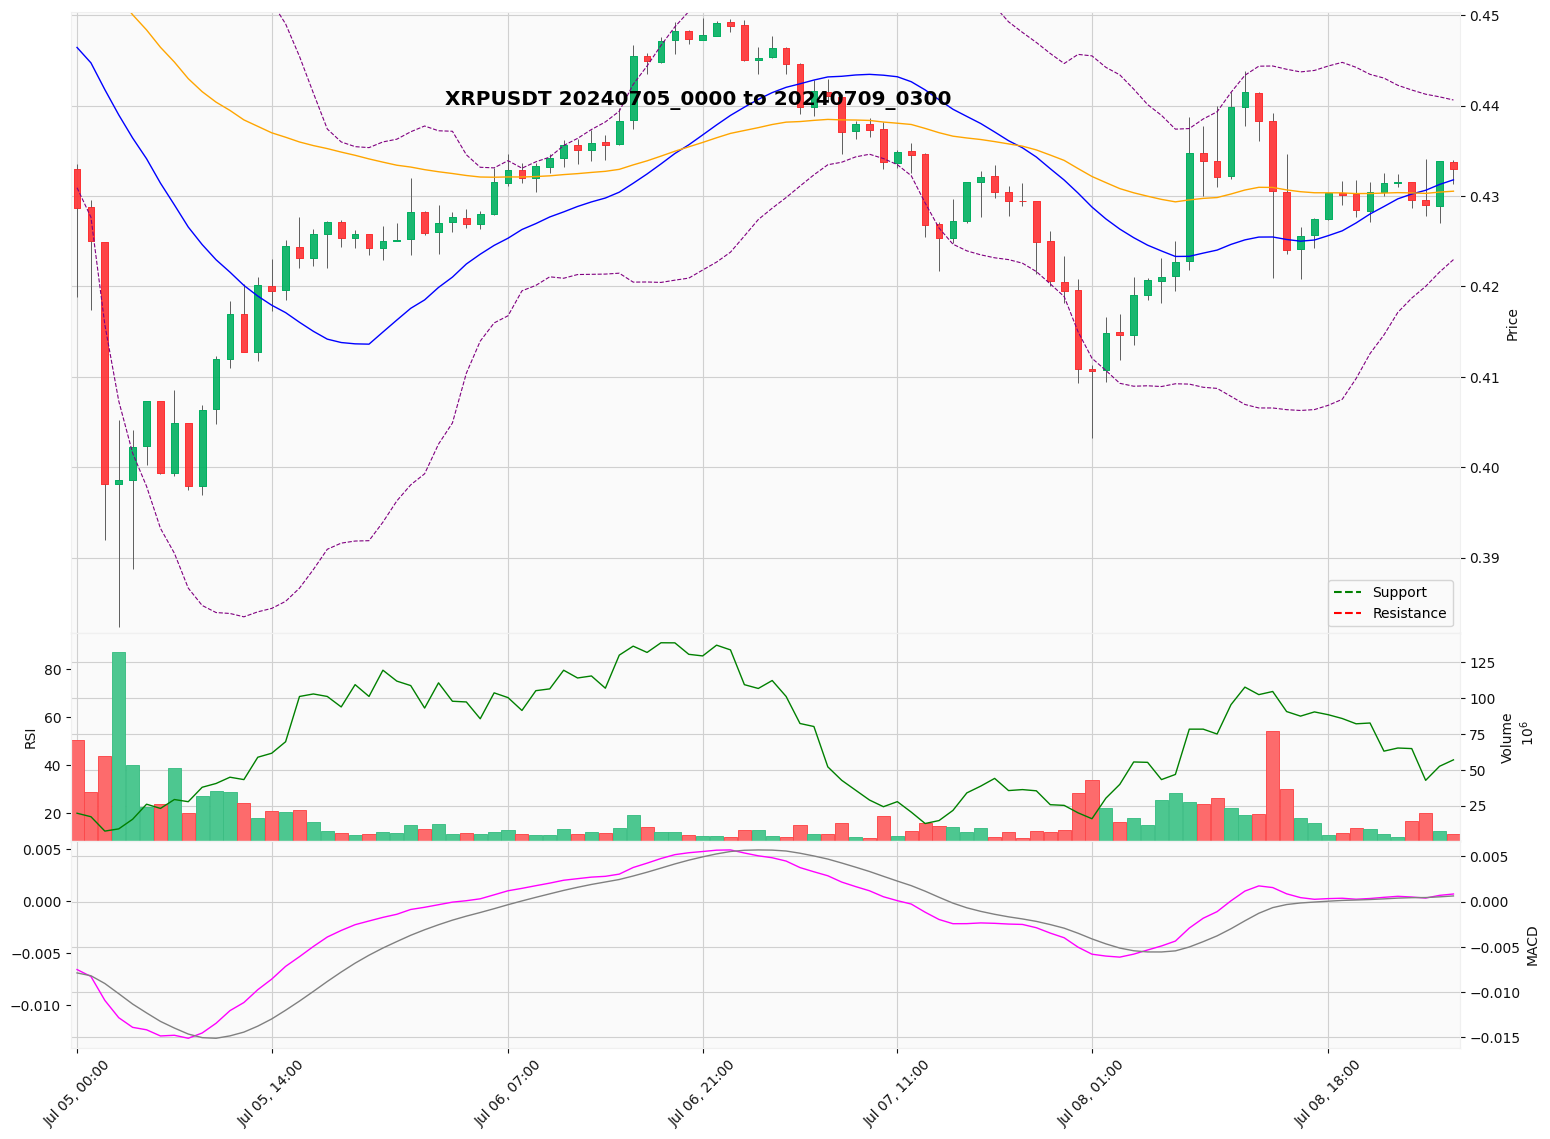 XRPUSDT 20240705_0000 to 20240709_0300
0.45
0.44
0.43
0.42
0.41
0.40
0.39
Price
Support
Resistance
80
60
40
20
RSI
125
100
75
50
25
Volume
10^6
0.005
0.000
−0.005
−0.010
0.005
0.000
−0.005
−0.010
−0.015
MACD
Jul 05, 00:00
Jul 05, 14:00
Jul 06, 07:00
Jul 06, 21:00
Jul 07, 11:00
Jul 08, 01:00
Jul 08, 18:00